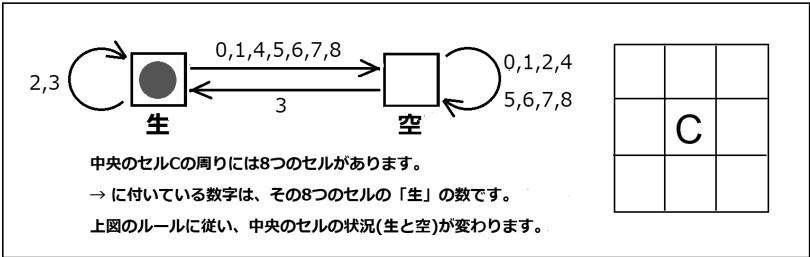 0,1,4,5,6,7,8
2,3
3
0,1,2,4
5,6,7,8
生
空
C
中央のセルCの周りには8つのセルがあります。
→ に付いている数字は、その8つのセルの「生」の数です。
上図のルールに従い、中央のセルの状況(生と空)が変わります。